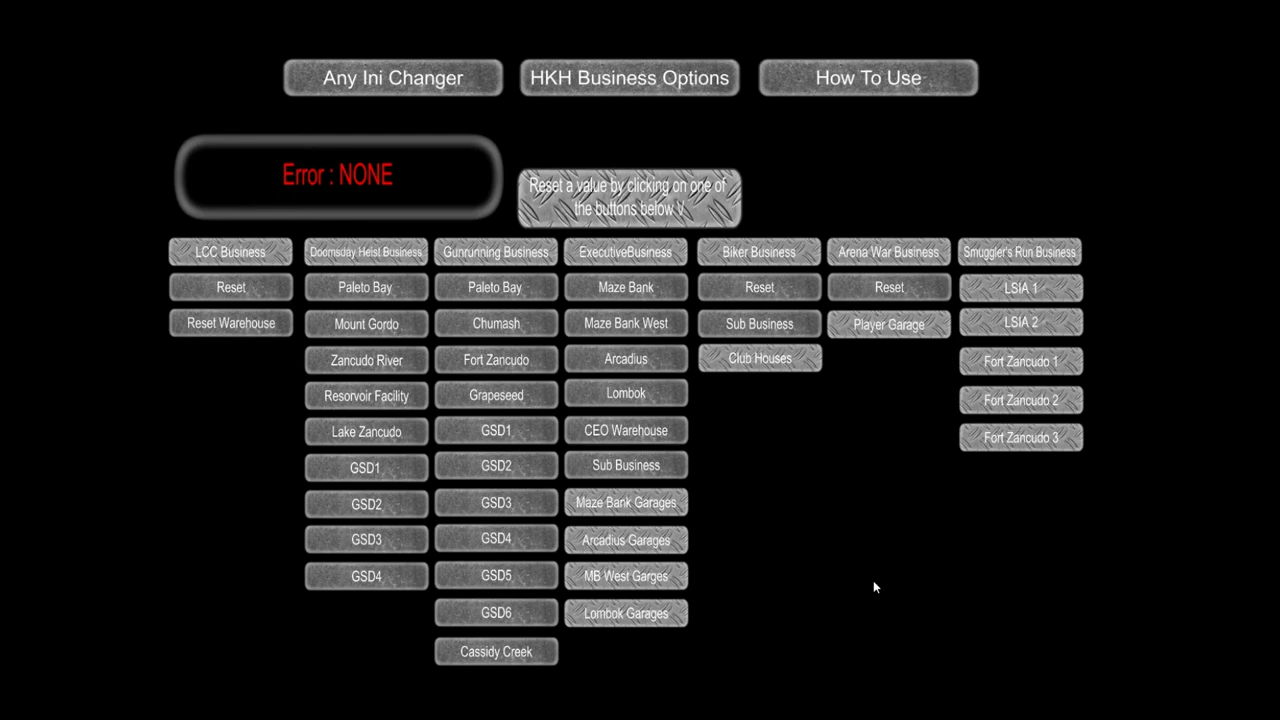 Any Ini Changer
HKH Business Options
How To Use
Error : NONE
Reset a value by clicking on one of
the buttons below \/
LCC Business
Reset
Reset Warehouse
Doomsday Heist Business
Paleto Bay
Mount Gordo
Zancudo River
Resorvoir Facility
Lake Zancudo
GSD1
GSD2
GSD3
GSD4
Gunrunning Business
Paleto Bay
Chumash
Fort Zancudo
Grapeseed
GSD1
GSD2
GSD3
GSD4
GSD5
GSD6
Cassidy Creek
ExecutiveBusiness
Maze Bank
Maze Bank West
Arcadius
Lombok
CEO Warehouse
Sub Business
Maze Bank Garages
Arcadius Garages
MB West Garges
Lombok Garages
Biker Business
Reset
Sub Business
Club Houses
Arena War Business
Reset
Player Garage
Smuggler's Run Business
LSIA 1
LSIA 2
Fort Zancudo 1
Fort Zancudo 2
Fort Zancudo 3